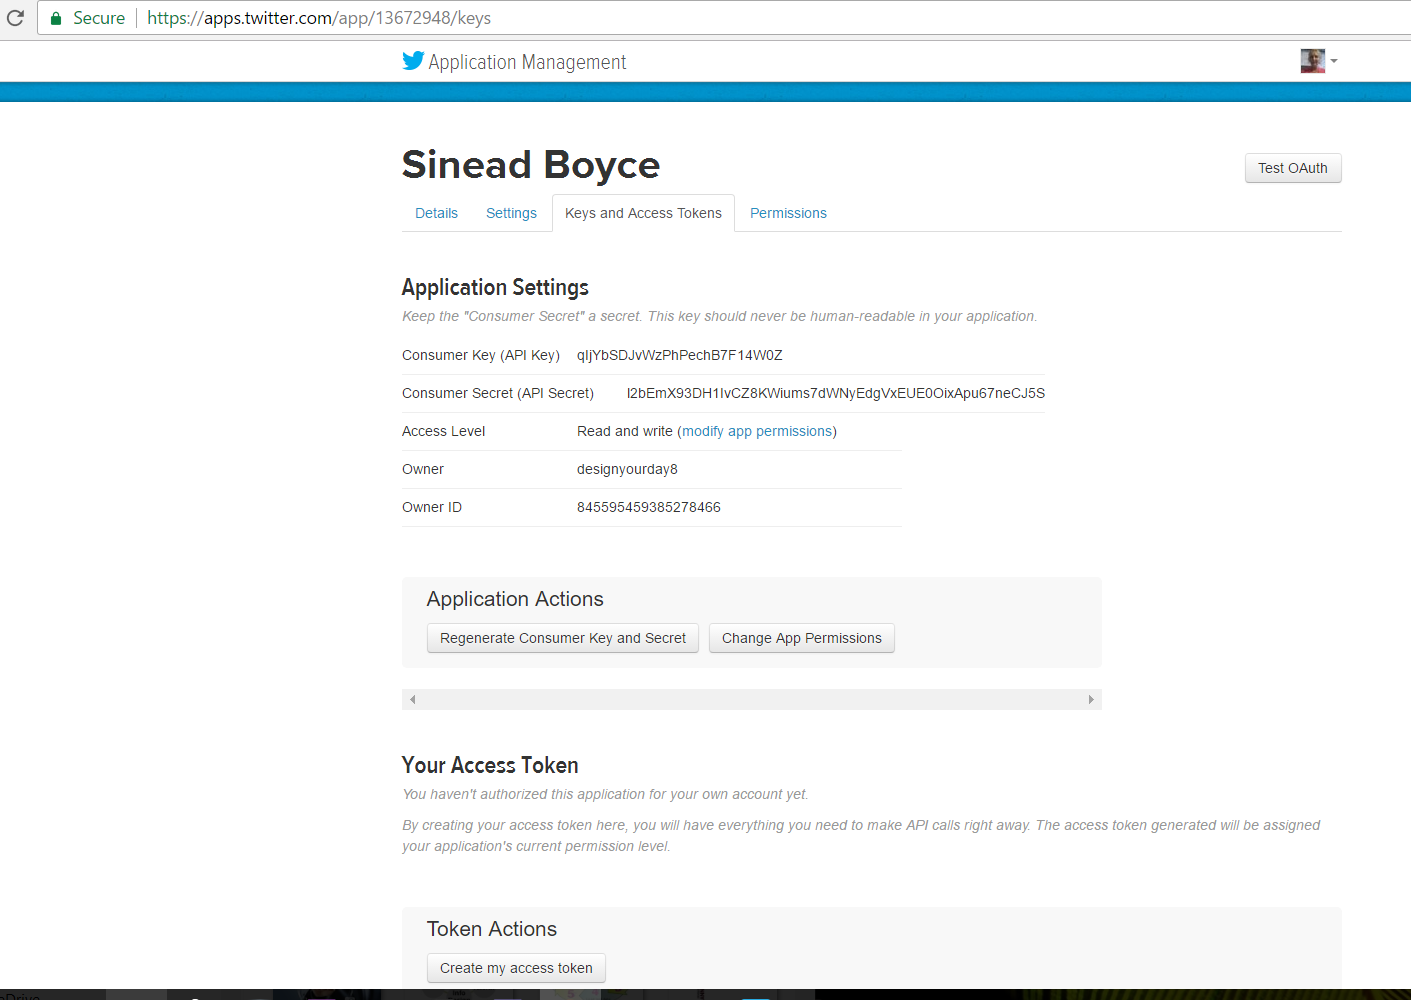 Secure https://apps.twitter.com/app/13672948/keys
Application Management
Sinead Boyce
Test OAuth
Details Settings Keys and Access Tokens Permissions
Application Settings
Keep the "Consumer Secret" a secret. This key should never be human-readable in your application.
Consumer Key (API Key) qIjYbSDJvWzPhPechB7F14W0Z
Consumer Secret (API Secret) I2bEmX93DH1IvCZ8KWiums7dWNyEdgVxEUE0OixApu67neCJ5S
Access Level Read and write (modify app permissions)
Owner designyourday8
Owner ID 845595459385278466
Application Actions
Regenerate Consumer Key and Secret Change App Permissions
Your Access Token
You haven't authorized this application for your own account yet.
By creating your access token here, you will have everything you need to make API calls right away. The access token generated will be assigned
your application's current permission level.
Token Actions
Create my access token